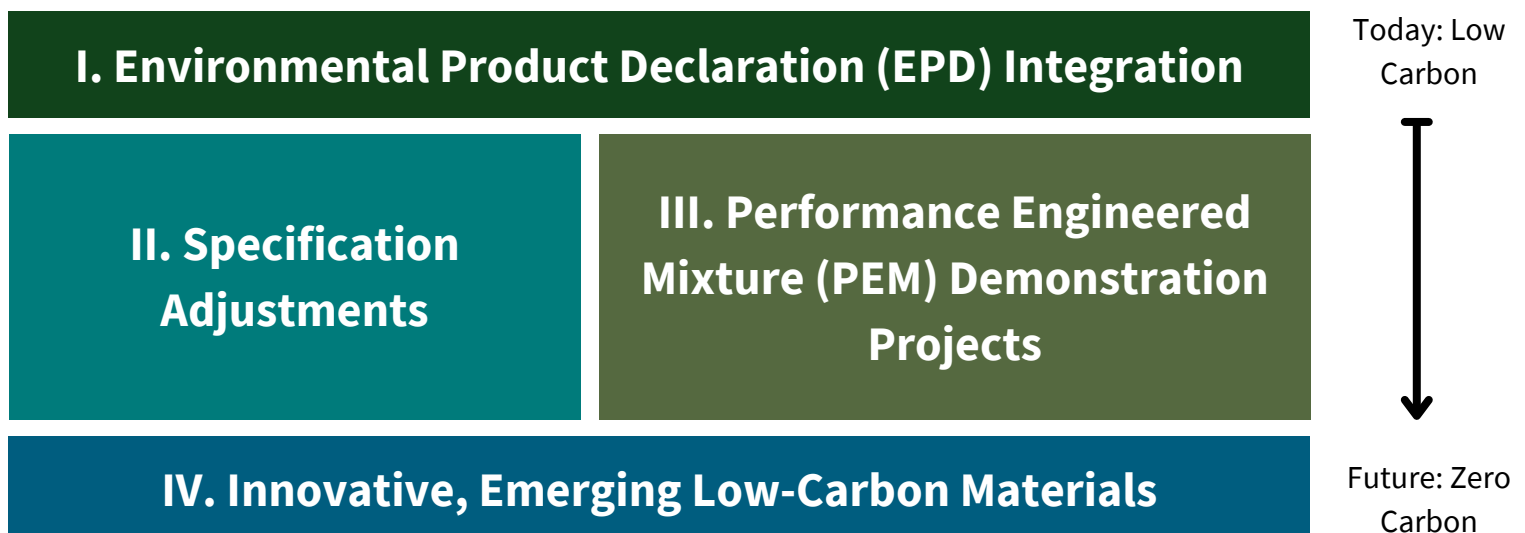 I. Environmental Product Declaration (EPD) Integration
Today: Low
Carbon
II. Specification
Adjustments
III. Performance Engineered
Mixture (PEM) Demonstration
Projects
IV. Innovative, Emerging Low-Carbon Materials
Future: Zero
Carbon